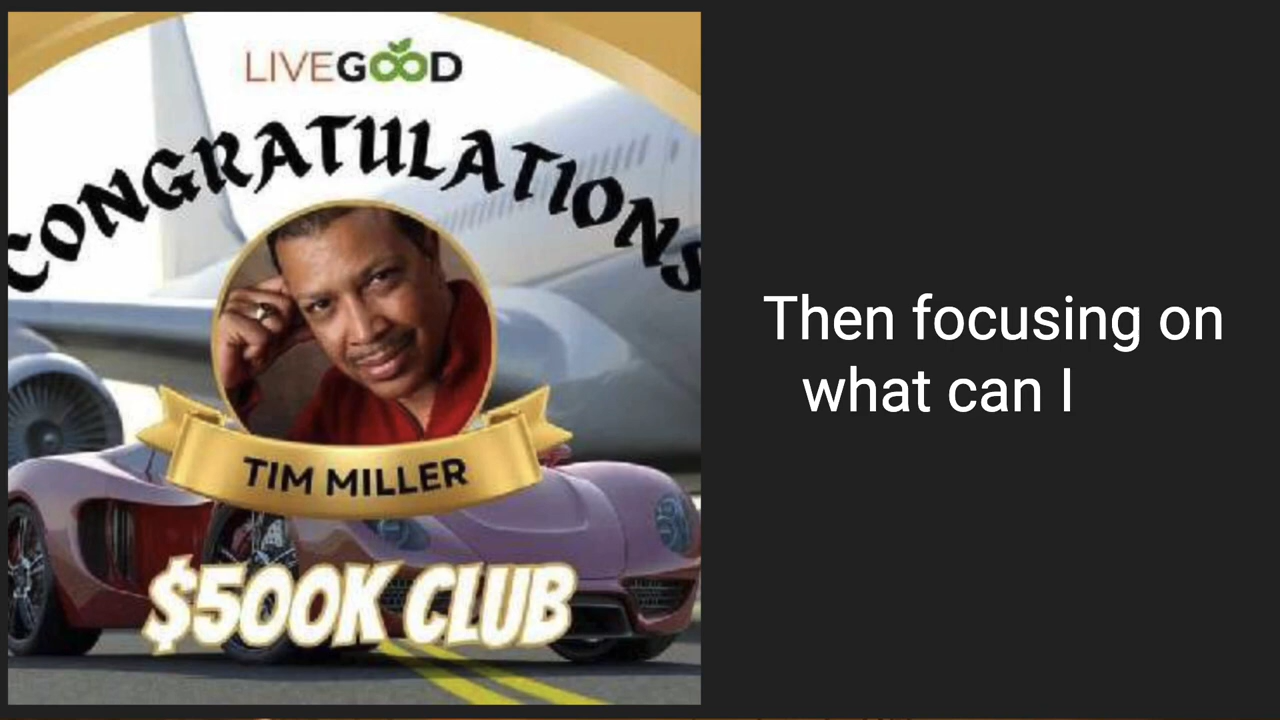 LIVEGOOD
CONGRATULATIONS
TIM MILLER
$500K CLUB
Then focusing on
what can I